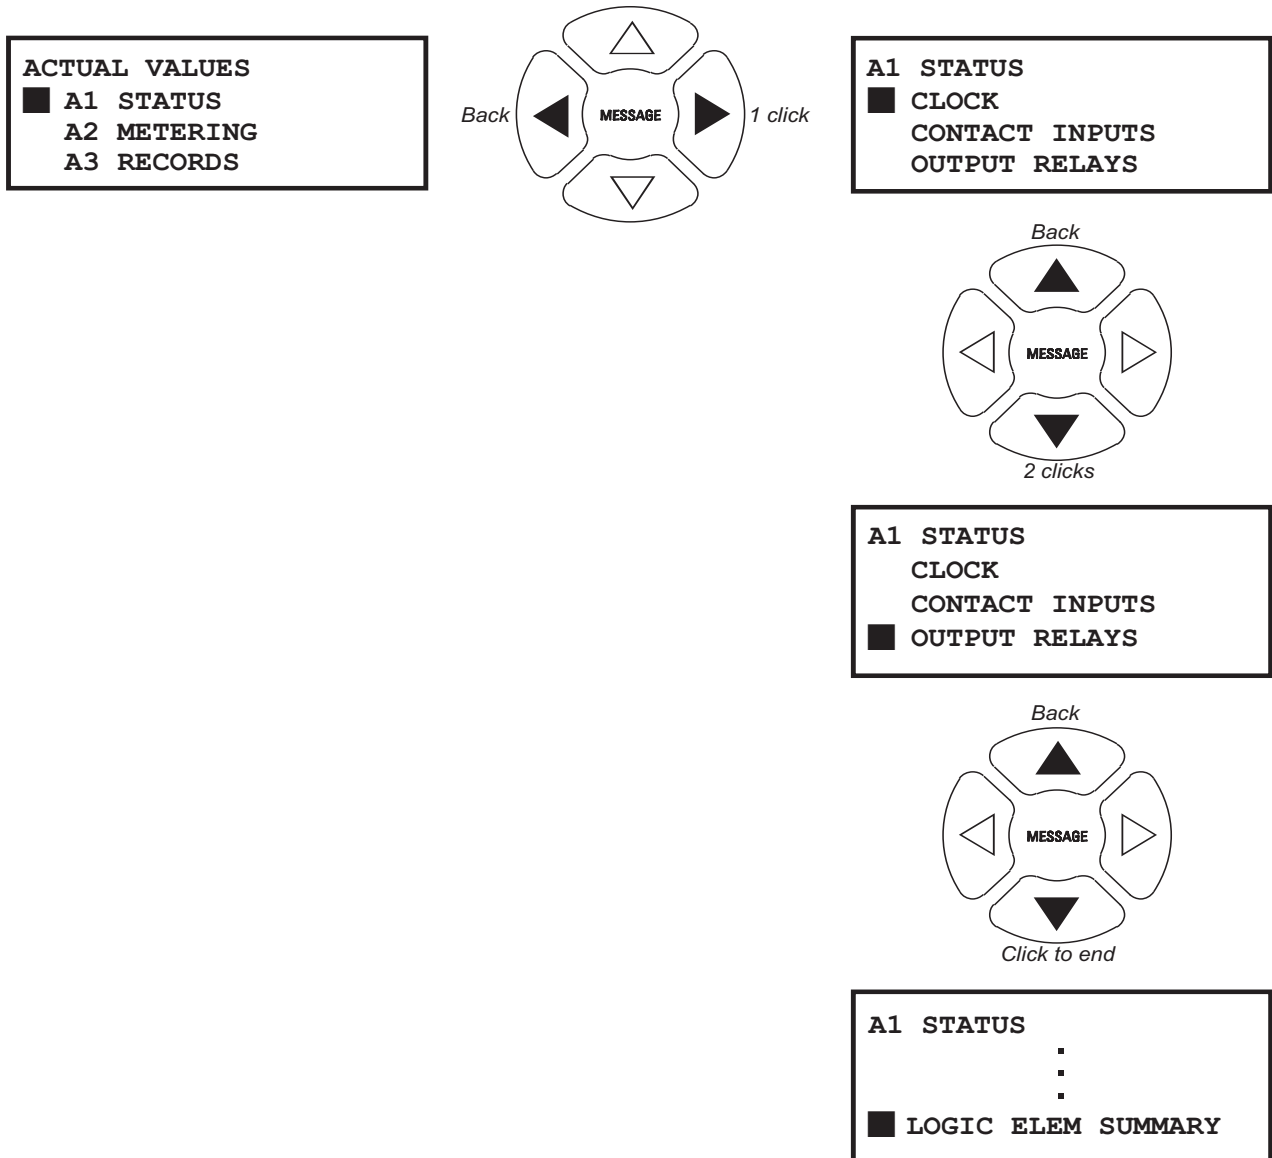 ACTUAL VALUES
A1 STATUS
A2 METERING
A3 RECORDS
Back
MESSAGE
1 click
A1 STATUS
CLOCK
CONTACT INPUTS
OUTPUT RELAYS
Back
MESSAGE
2 clicks
A1 STATUS
CLOCK
CONTACT INPUTS
OUTPUT RELAYS
Back
MESSAGE
Click to end
A1 STATUS
LOGIC ELEM SUMMARY